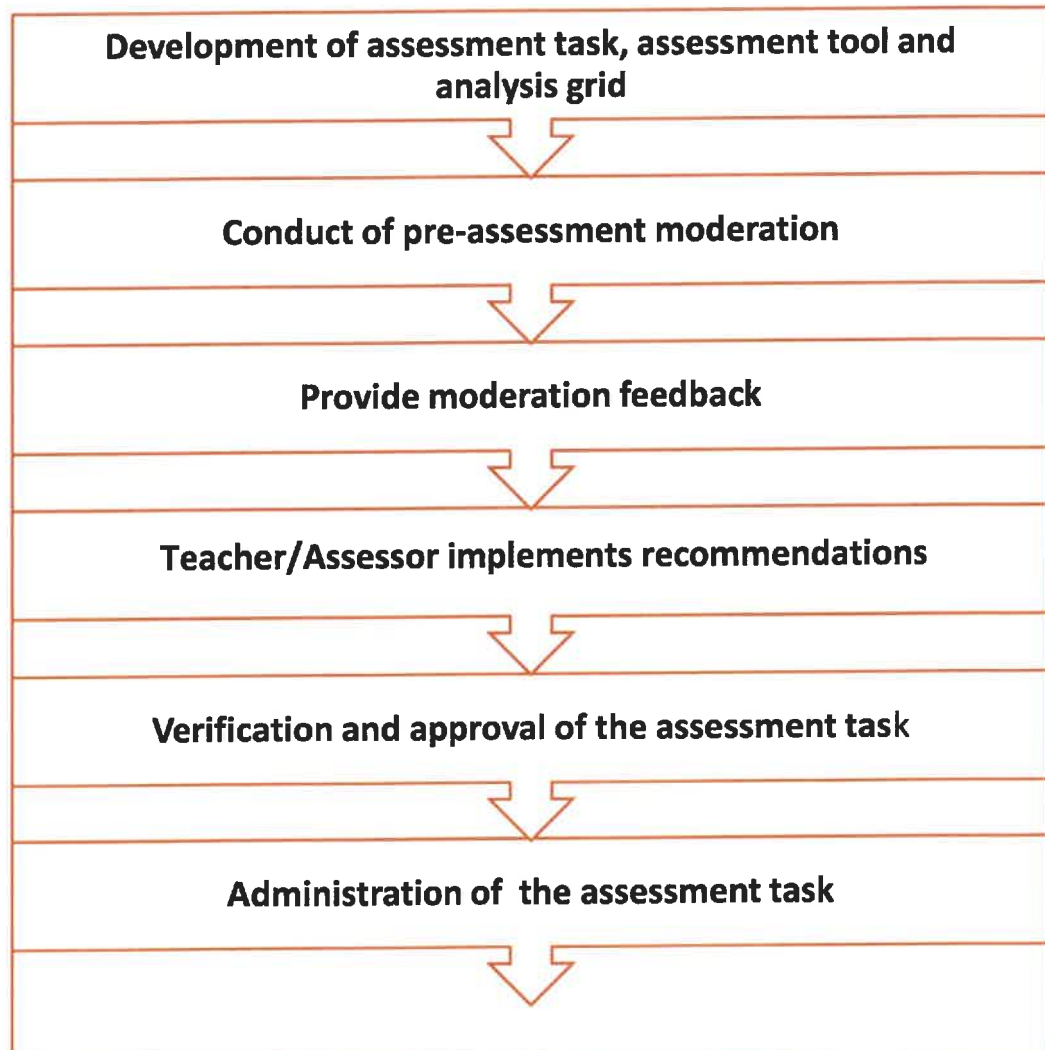 Development of assessment task, assessment tool and
analysis grid
Conduct of pre-assessment moderation
Provide moderation feedback
Teacher/Assessor implements recommendations
Verification and approval of the assessment task
Administration of the assessment task